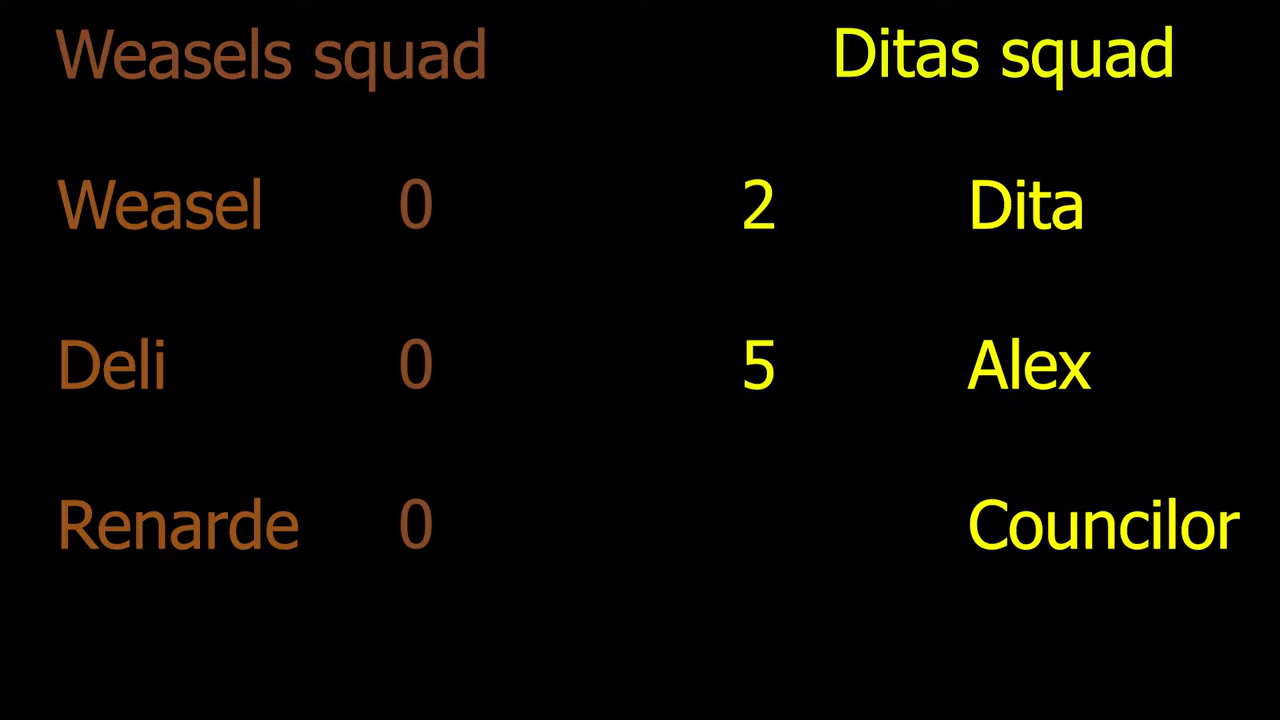 Weasels squad Ditas squad
Weasel 0 2 Dita
Deli 0 5 Alex
Renarde 0 Councilor